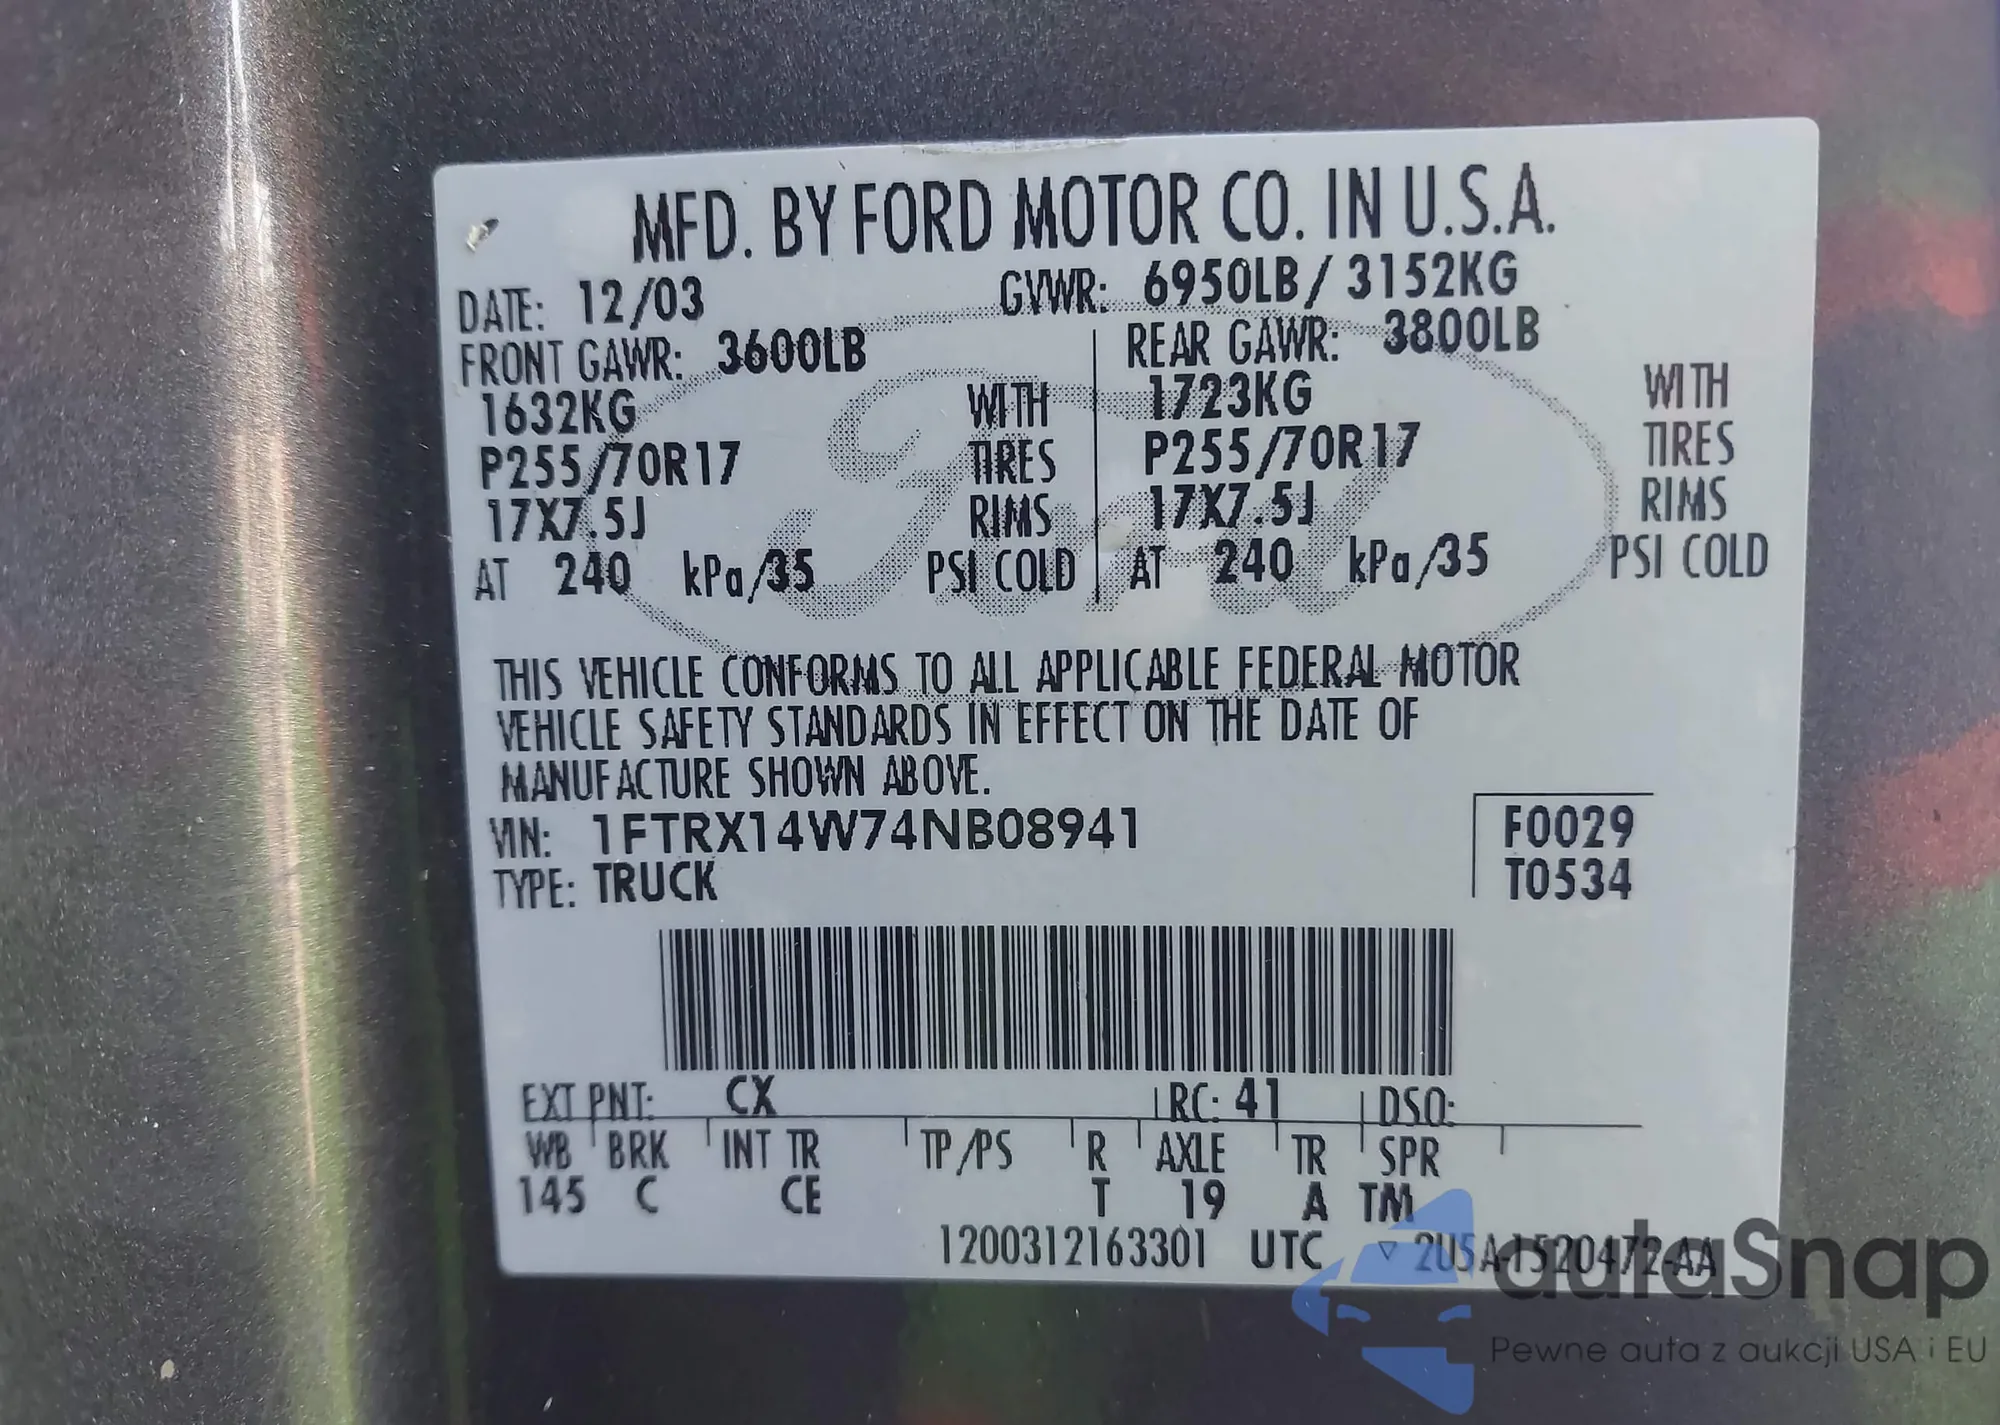 MFD. BY FORD MOTOR CO. IN U.S.A.
DATE: 12/03 GVWR: 6950LB / 3152KG
FRONT GAWR: 3600LB REAR GAWR: 3800LB
1632KG WITH 1723KG WITH
P255/70R17 TIRES P255/70R17 TIRES
17X7.5J RIMS 17X7.5J RIMS
AT 240 kPa/35 PSI COLD AT 240 kPa/35 PSI COLD
Ford
THIS VEHICLE CONFORMS TO ALL APPLICABLE FEDERAL MOTOR
VEHICLE SAFETY STANDARDS IN EFFECT ON THE DATE OF
MANUFACTURE SHOWN ABOVE.
VIN: 1FTRX14W74NB08941 F0029
TYPE: TRUCK T0534
EXT PNT: CX RC: 41 DSO:
WB BRK INT TR TP/PS R AXLE TR SPR
145 C CE T 19 A TM
1200312163301 UTC ▽ 2U5A-1520472-AA
autaSnap
Pewne auta z aukcji USA i EU